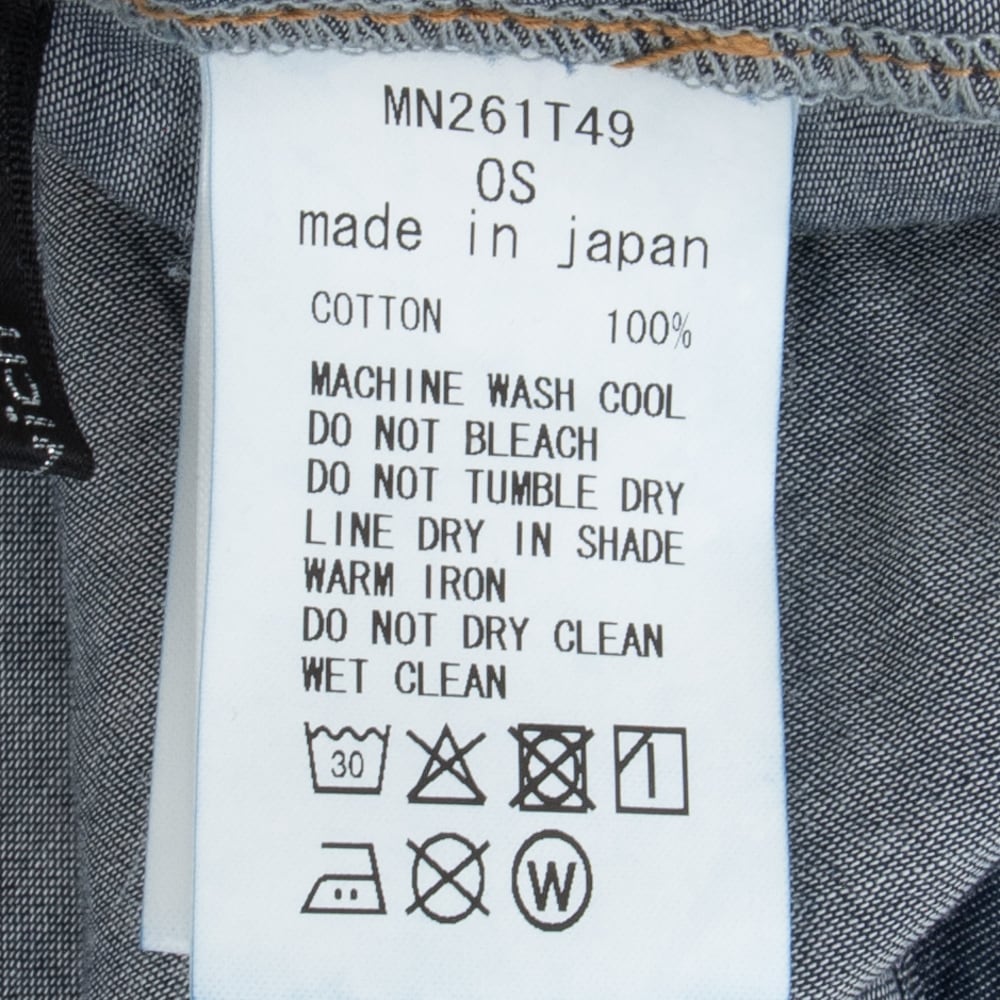 MN261T49
OS
made in japan
COTTON 100%
MACHINE WASH COOL
DO NOT BLEACH
DO NOT TUMBLE DRY
LINE DRY IN SHADE
WARM IRON
DO NOT DRY CLEAN
WET CLEAN
30
W